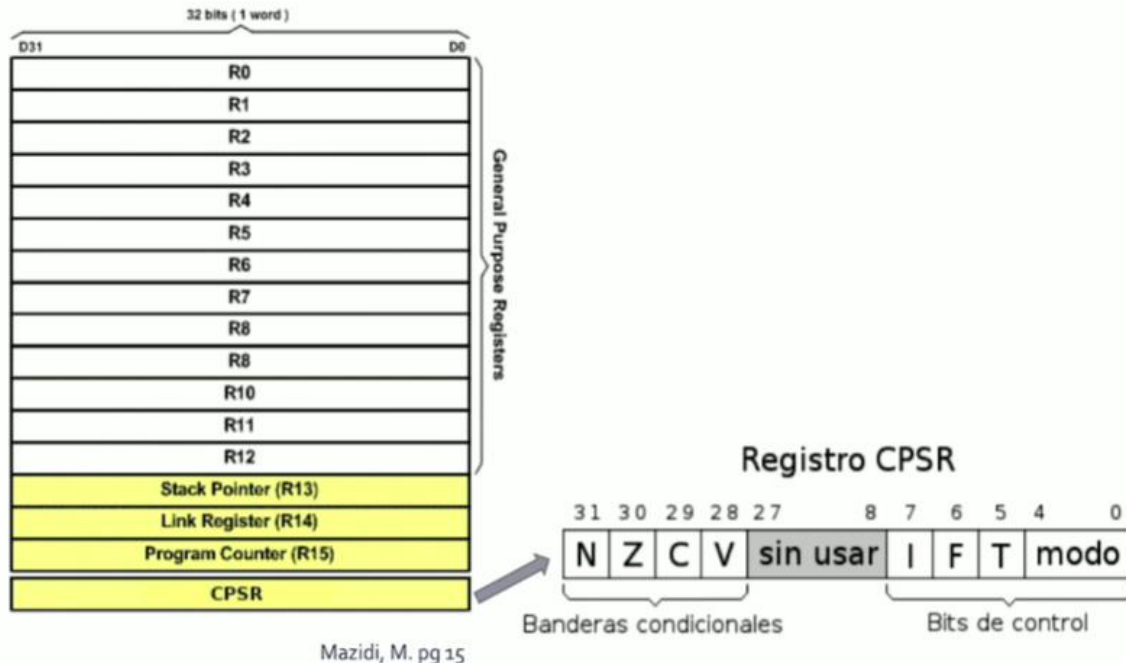 32 bits ( 1 word )
D31 D0
R0
R1
R2
R3
R4
R5
R6
R7
R8
R8
R10
R11
R12
General Purpose Registers
Stack Pointer (R13)
Link Register (R14)
Program Counter (R15)
CPSR
Mazidi, M. pg 15
Registro CPSR
31 30 29 28 27 8 7 6 5 4 0
N Z C V sin usar I F T modo
Banderas condicionales Bits de control